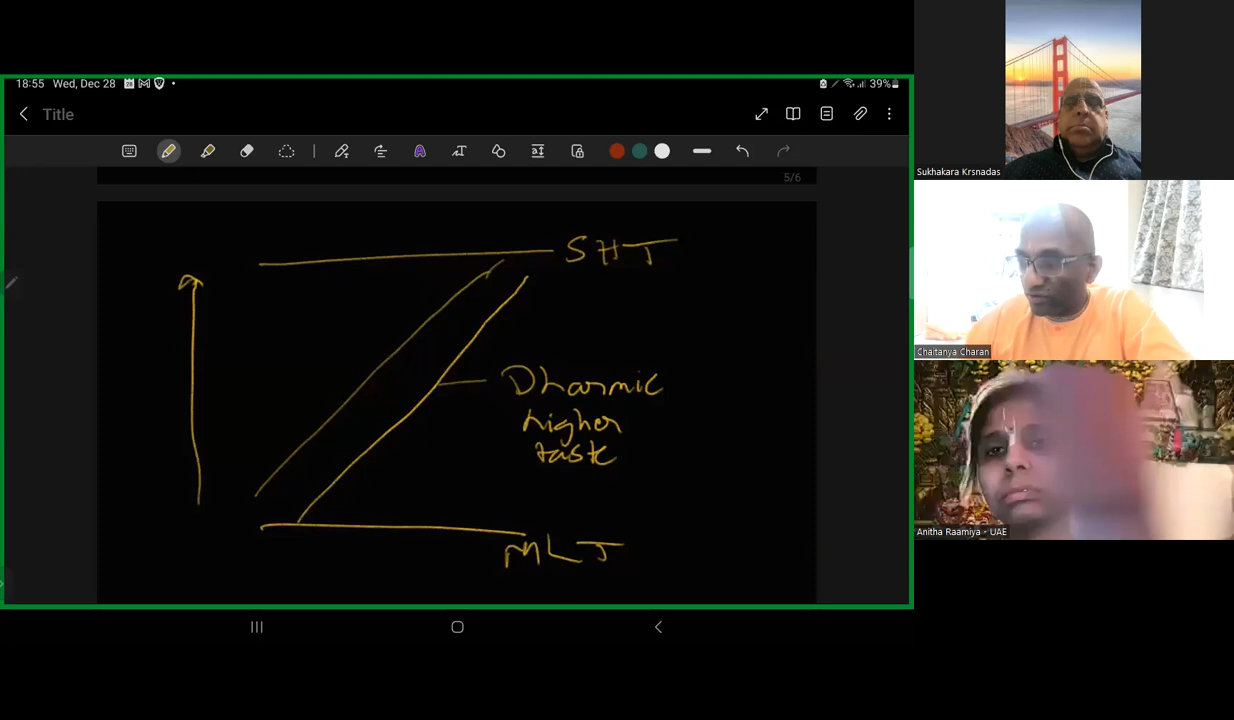 18:55 Wed, Dec 28
39%
Title
5/6
SHT
Dharmic
higher
taste
MLT
Sukhakara Krsnadas
Chaitanya Charan
Anitha Raamiya - UAE